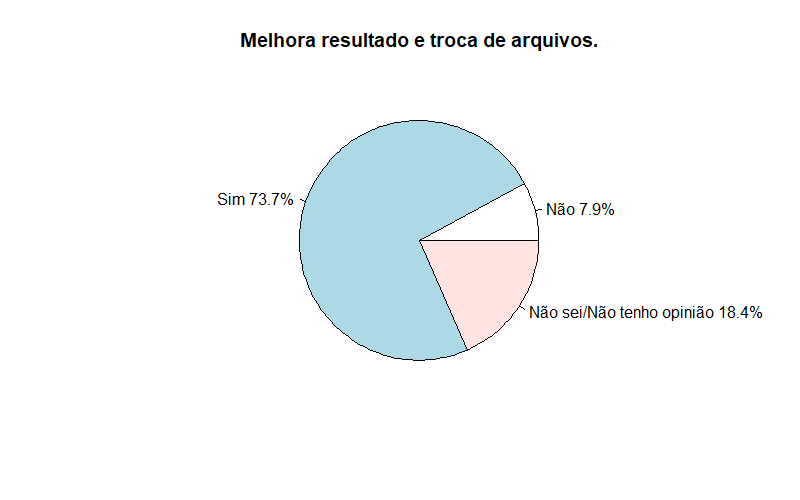 Melhora resultado e troca de arquivos.
Sim 73.7%
Não 7.9%
Não sei/Não tenho opinião 18.4%